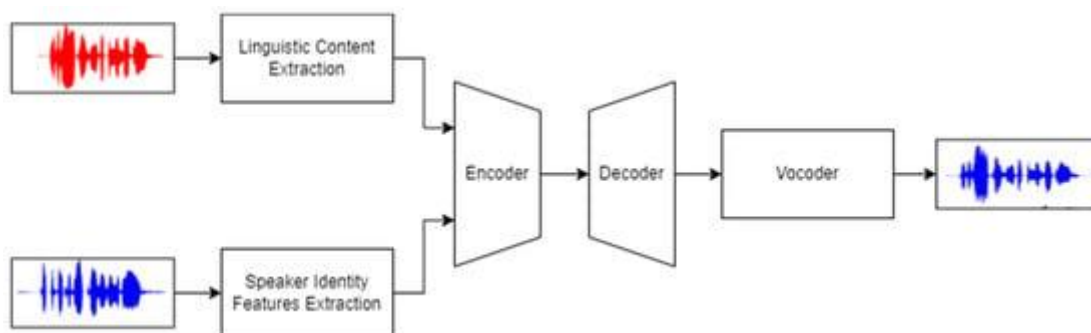 Linguistic Content
Extraction
Encoder
Decoder
Vocoder
Speaker Identity
Features Extraction